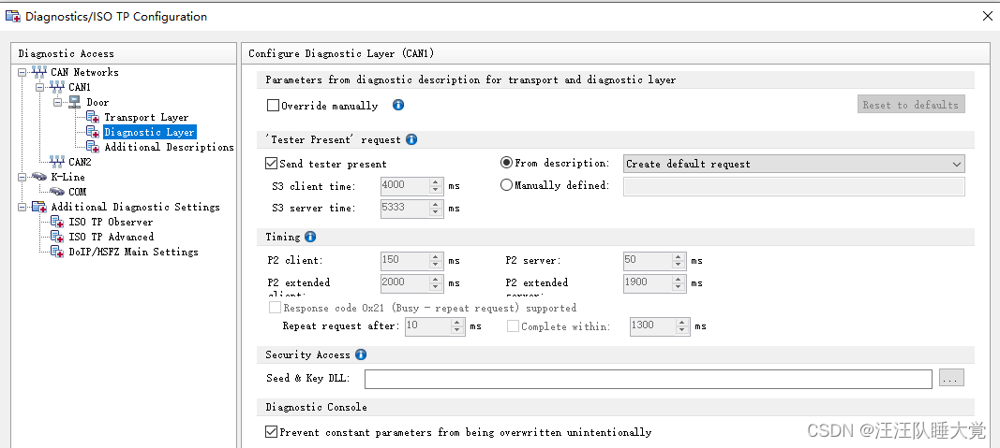 Diagnostics/ISO TP Configuration
Diagnostic Access
CAN Networks
CAN1
Door
Transport Layer
Diagnostic Layer
Additional Descriptions
CAN2
K-Line
COM
Additional Diagnostic Settings
ISO TP Observer
ISO TP Advanced
DoIP/HSFZ Main Settings
Configure Diagnostic Layer (CAN1)
Parameters from diagnostic description for transport and diagnostic layer
Override manually
Reset to defaults
'Tester Present' request
Send tester present
From description: Create default request
S3 client time: 4000 ms
Manually defined:
S3 server time: 5333 ms
Timing
P2 client: 150 ms P2 server: 50 ms
P2 extended client: 2000 ms P2 extended server: 1900 ms
Response code 0x21 (Busy - repeat request) supported
Repeat request after: 10 ms Complete within: 1300 ms
Security Access
Seed & Key DLL: ...
Diagnostic Console
Prevent constant parameters from being overwritten unintentionally
CSDN @汪汪队睡大觉